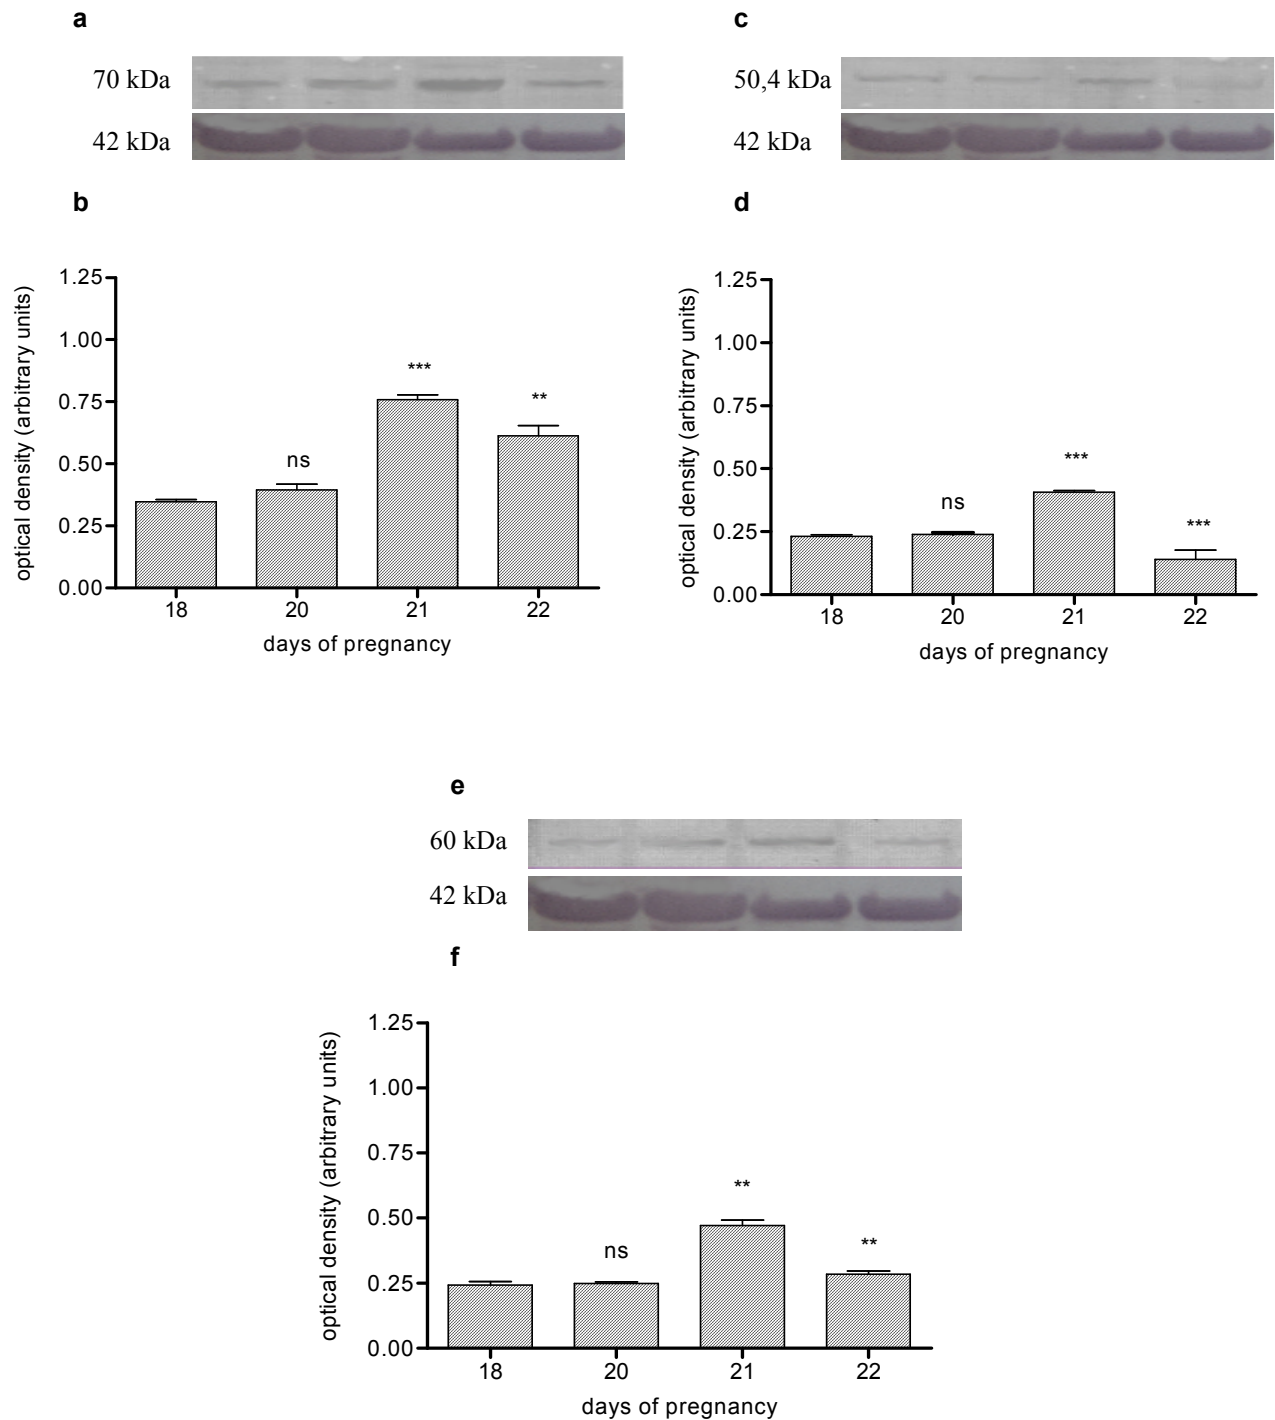 a
70 kDa
42 kDa
b
1.25
1.00
0.75
0.50
0.25
0.00
optical density (arbitrary units)
ns
***
**
18 20 21 22
days of pregnancy
c
50,4 kDa
42 kDa
d
1.25
1.00
0.75
0.50
0.25
0.00
optical density (arbitrary units)
ns
***
***
18 20 21 22
days of pregnancy
e
60 kDa
42 kDa
f
1.25
1.00
0.75
0.50
0.25
0.00
optical density (arbitrary units)
ns
**
**
18 20 21 22
days of pregnancy